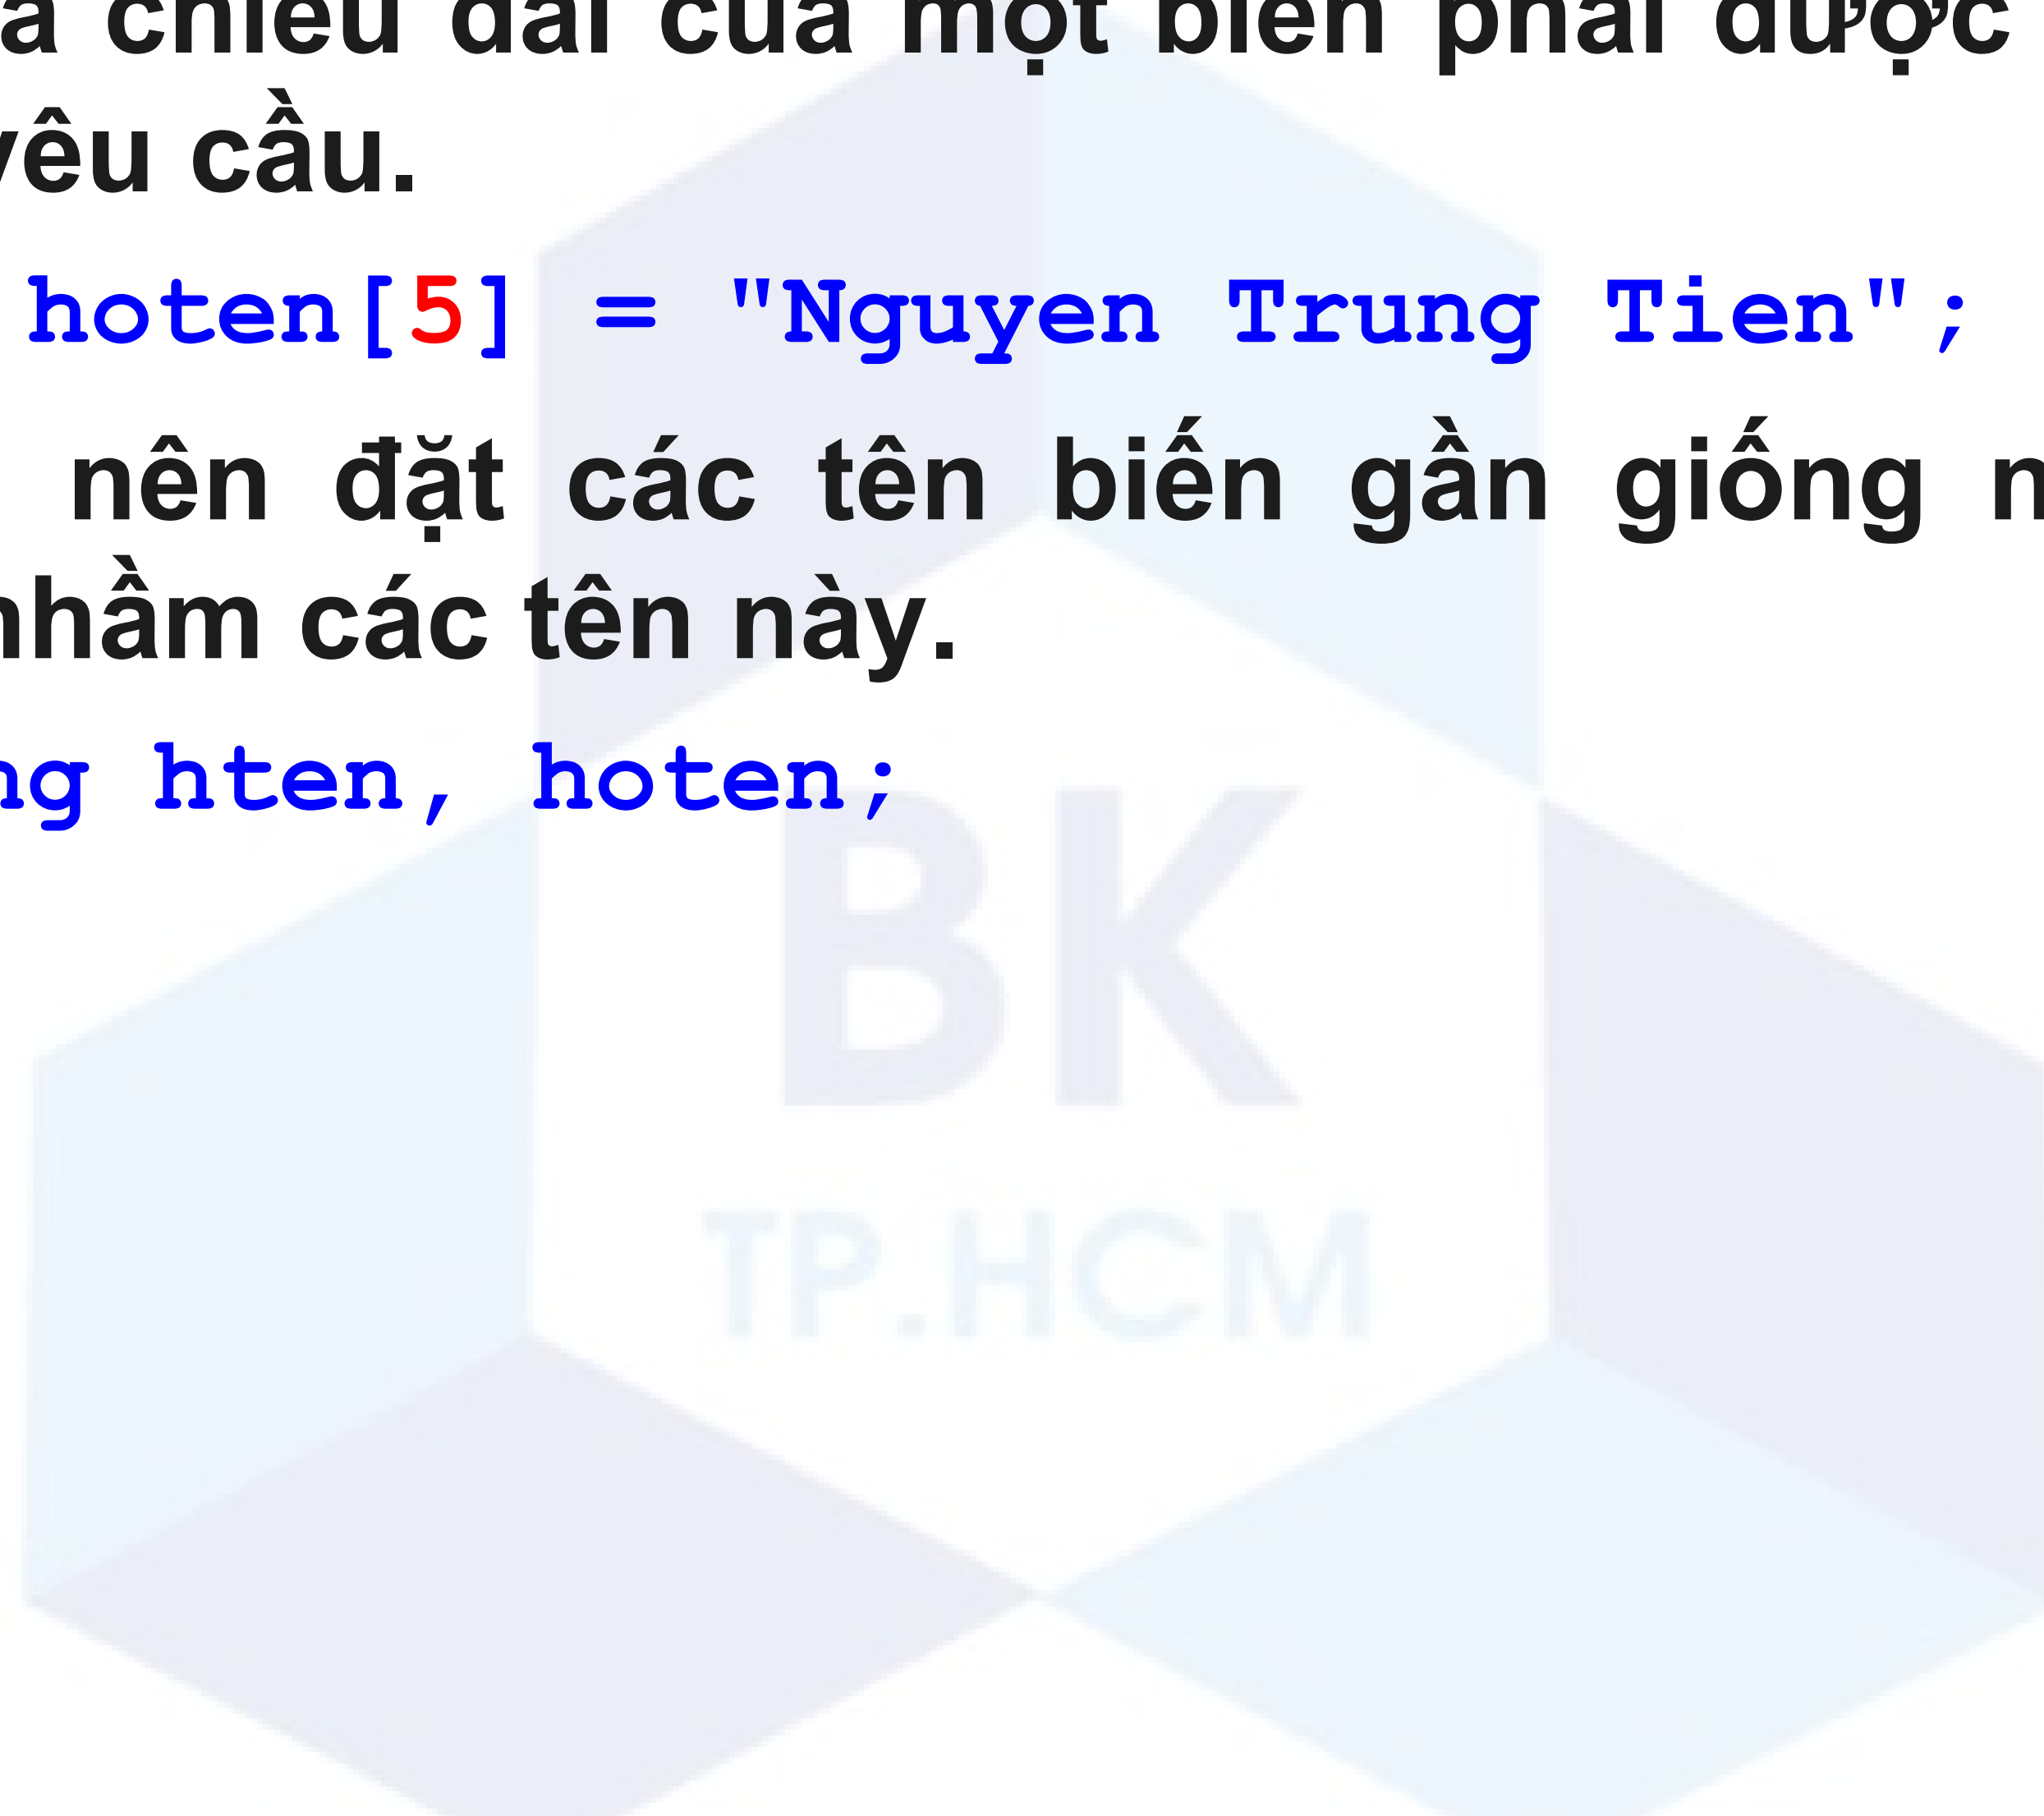 chiều dài của một biến phải được
yêu cầu.
hoten[5] = "Nguyen Trung Tien";
nên đặt các tên biến gần giống
nhầm các tên này.
ng hten, hoten;
BK
TP.HCM